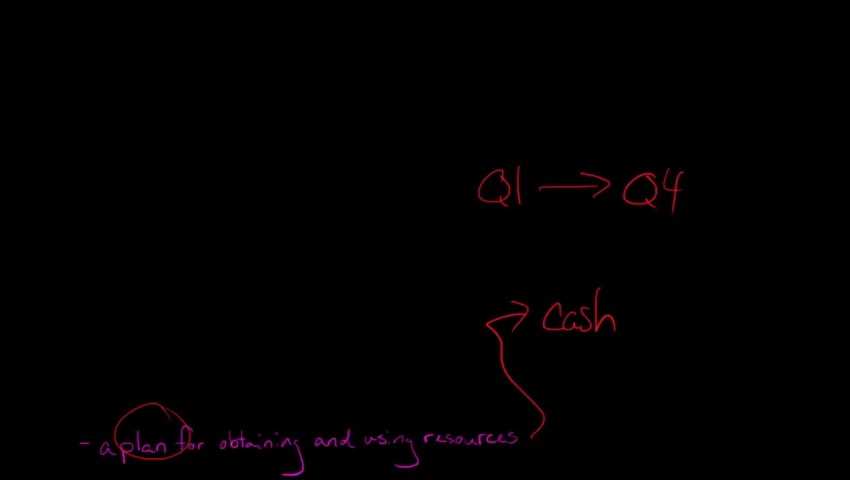 Q1 → Q4
cash
- a plan for obtaining and using resources